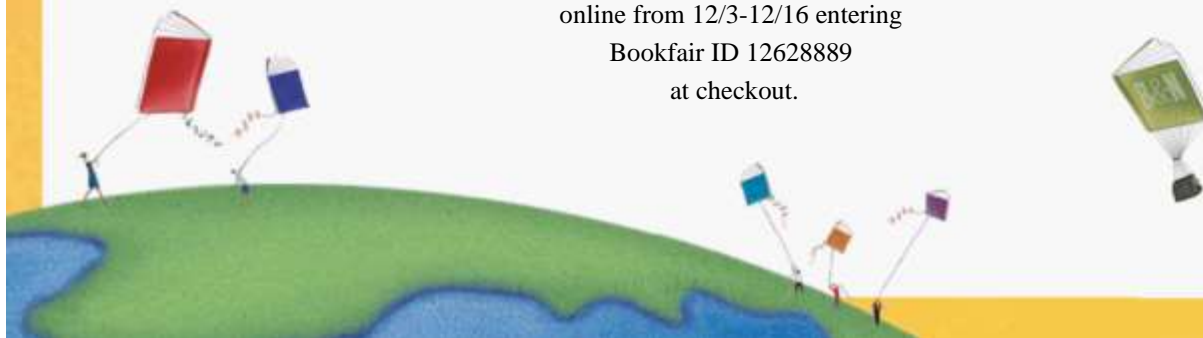 online from 12/3-12/16 entering
Bookfair ID 12628889
at checkout.
B&N